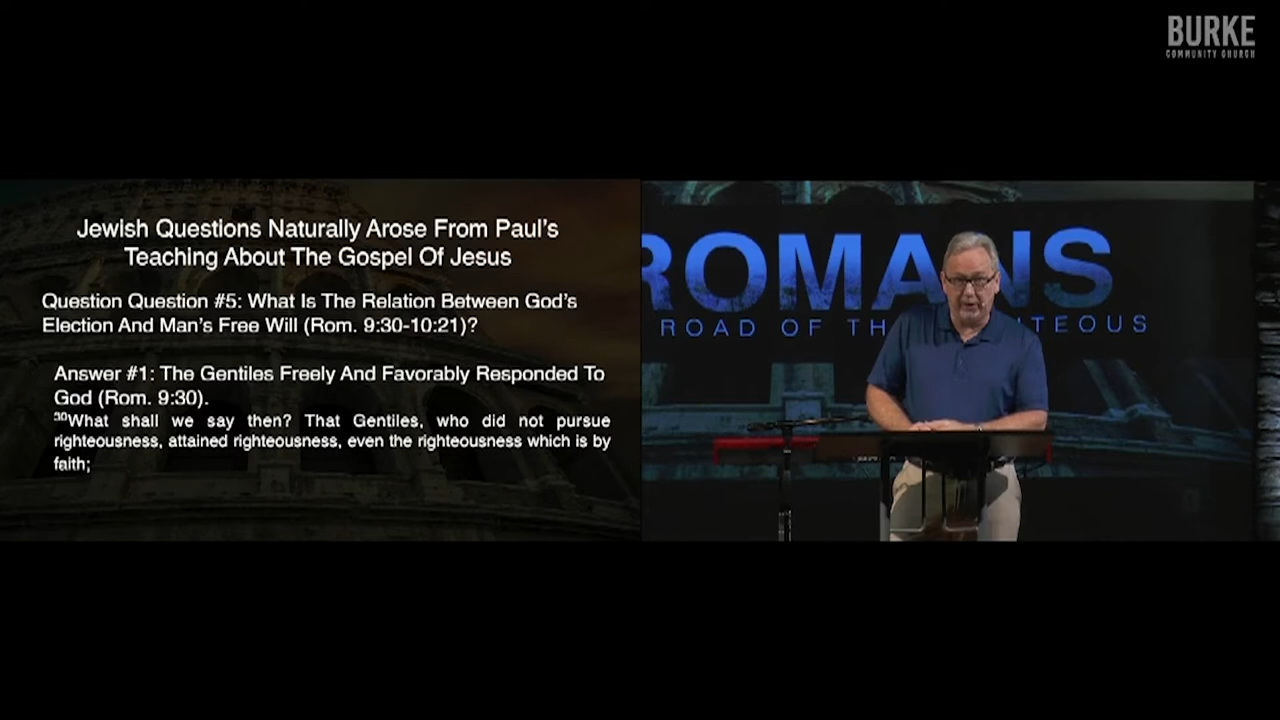 BURKE
COMMUNITY CHURCH
Jewish Questions Naturally Arose From Paul's
Teaching About The Gospel Of Jesus
Question Question #5: What Is The Relation Between God's
Election And Man's Free Will (Rom. 9:30-10:21)?
Answer #1: The Gentiles Freely And Favorably Responded To
God (Rom. 9:30).
30What shall we say then? That Gentiles, who did not pursue
righteousness, attained righteousness, even the righteousness which is by
faith;
ROMANS
ROAD OF TH TEOUS